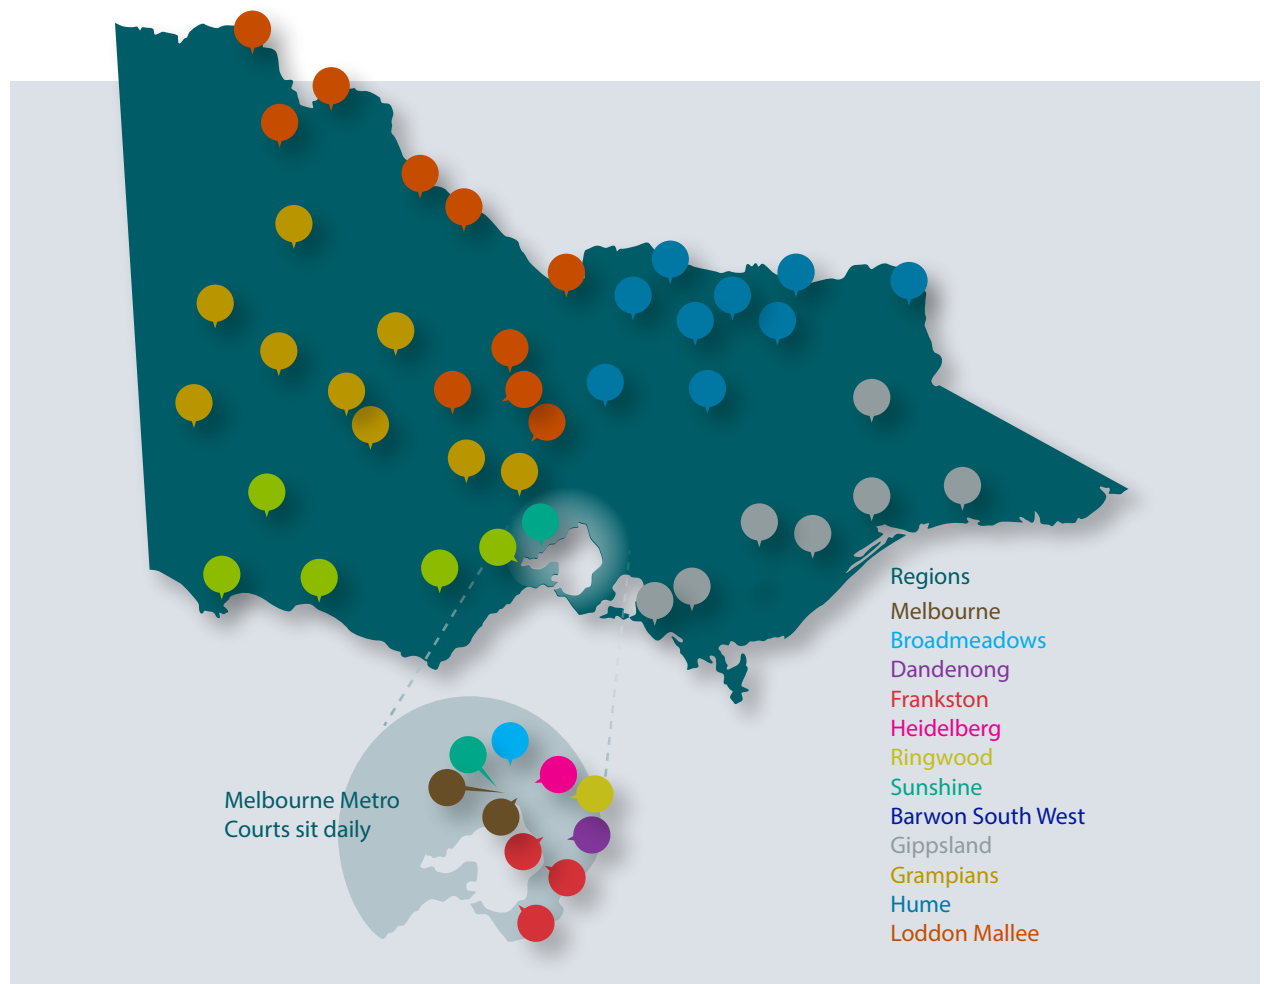 Regions
Melbourne
Broadmeadows
Dandenong
Frankston
Heidelberg
Ringwood
Sunshine
Barwon South West
Gippsland
Grampians
Hume
Loddon Mallee
Melbourne Metro
Courts sit daily